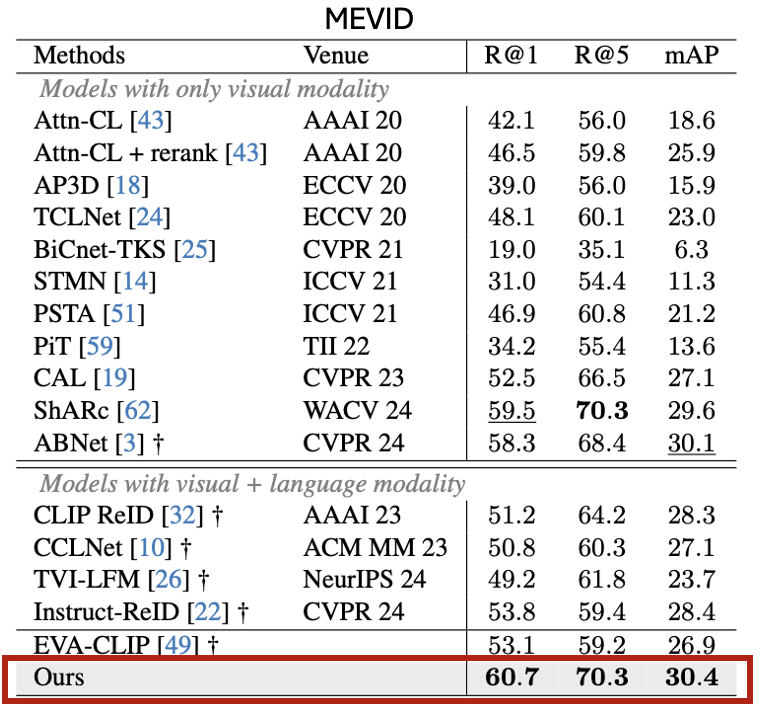 MEVID
Methods Venue R@1 R@5 mAP
Models with only visual modality
Attn-CL [43] AAAI 20 42.1 56.0 18.6
Attn-CL + rerank [43] AAAI 20 46.5 59.8 25.9
AP3D [18] ECCV 20 39.0 56.0 15.9
TCLNet [24] ECCV 20 48.1 60.1 23.0
BiCnet-TKS [25] CVPR 21 19.0 35.1 6.3
STMN [14] ICCV 21 31.0 54.4 11.3
PSTA [51] ICCV 21 46.9 60.8 21.2
PiT [59] TII 22 34.2 55.4 13.6
CAL [19] CVPR 23 52.5 66.5 27.1
ShARc [62] WACV 24 59.5 70.3 29.6
ABNet [3] † CVPR 24 58.3 68.4 30.1
Models with visual + language modality
CLIP ReID [32] † AAAI 23 51.2 64.2 28.3
CCLNet [10] † ACM MM 23 50.8 60.3 27.1
TVI-LFM [26] † NeurIPS 24 49.2 61.8 23.7
Instruct-ReID [22] † CVPR 24 53.8 59.4 28.4
EVA-CLIP [49] † 53.1 59.2 26.9
Ours 60.7 70.3 30.4